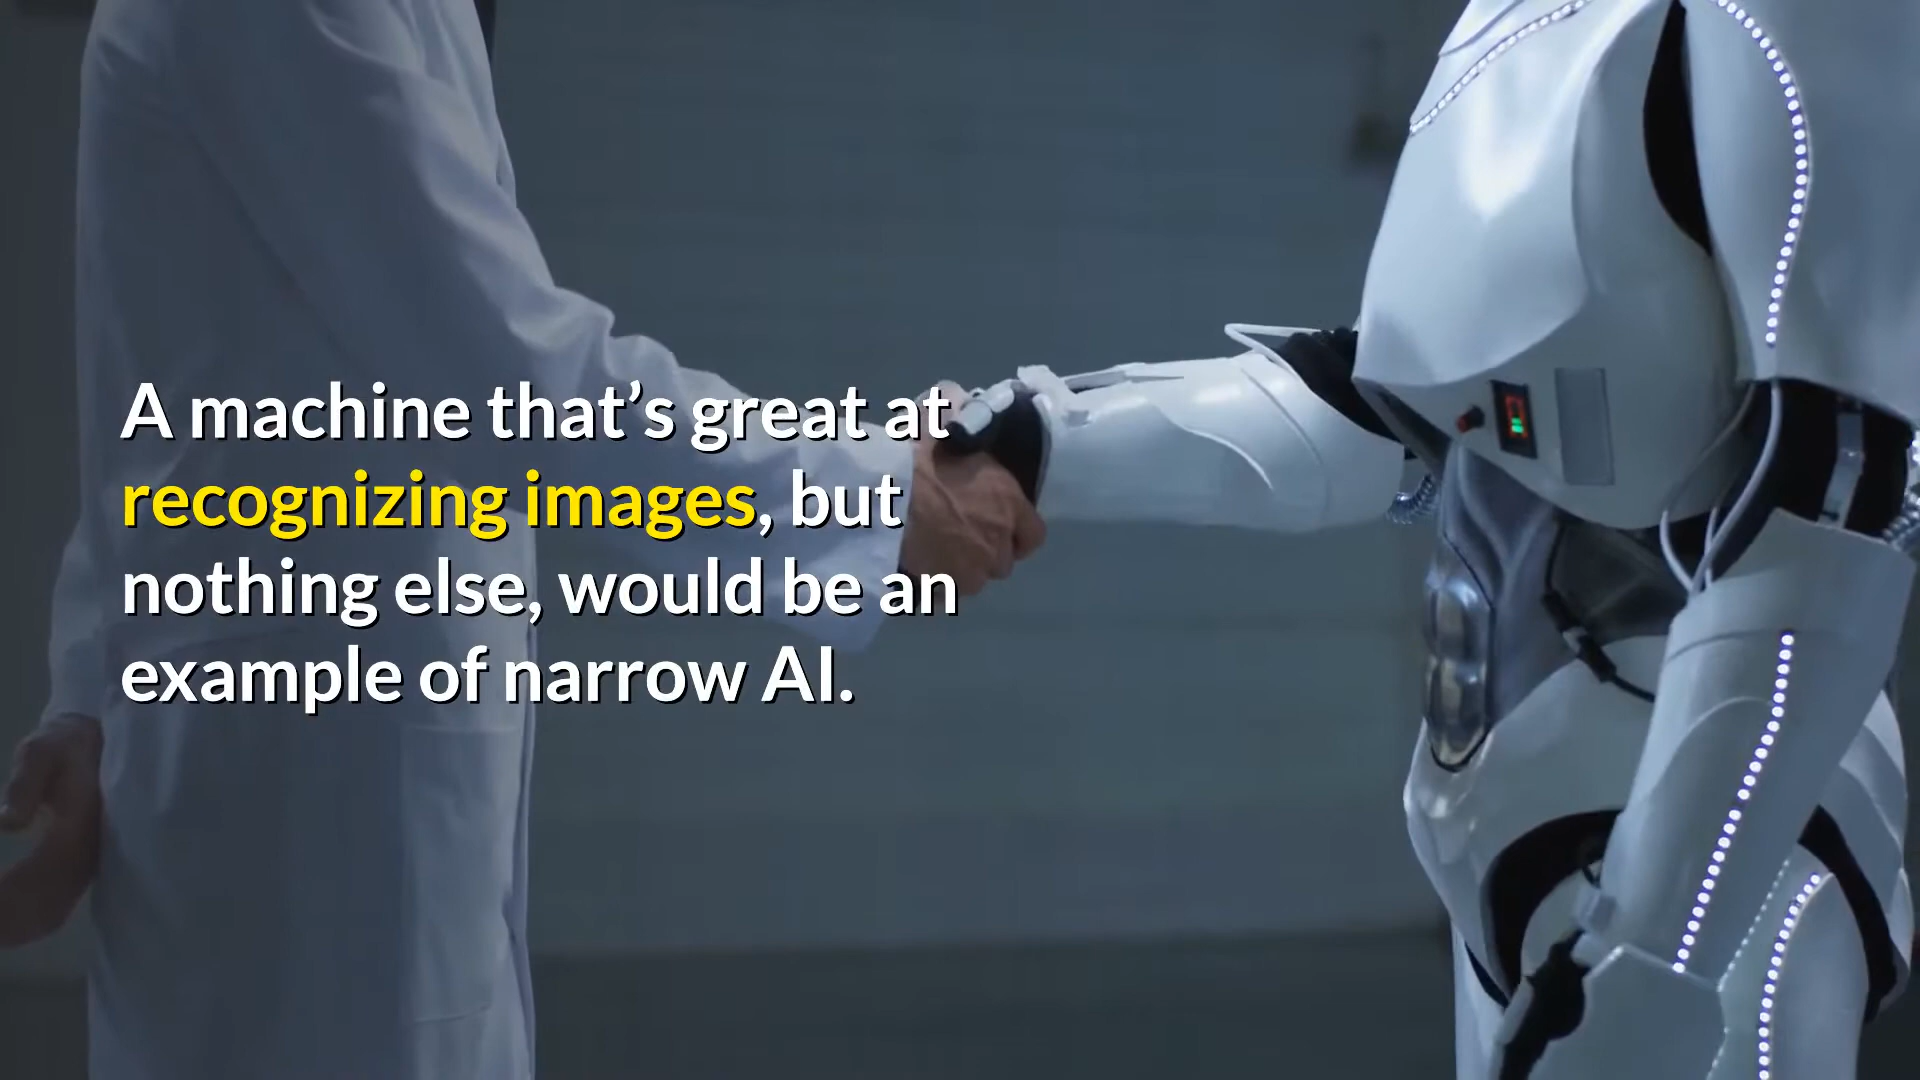 A machine that’s great at
recognizing images, but
nothing else, would be an
example of narrow AI.